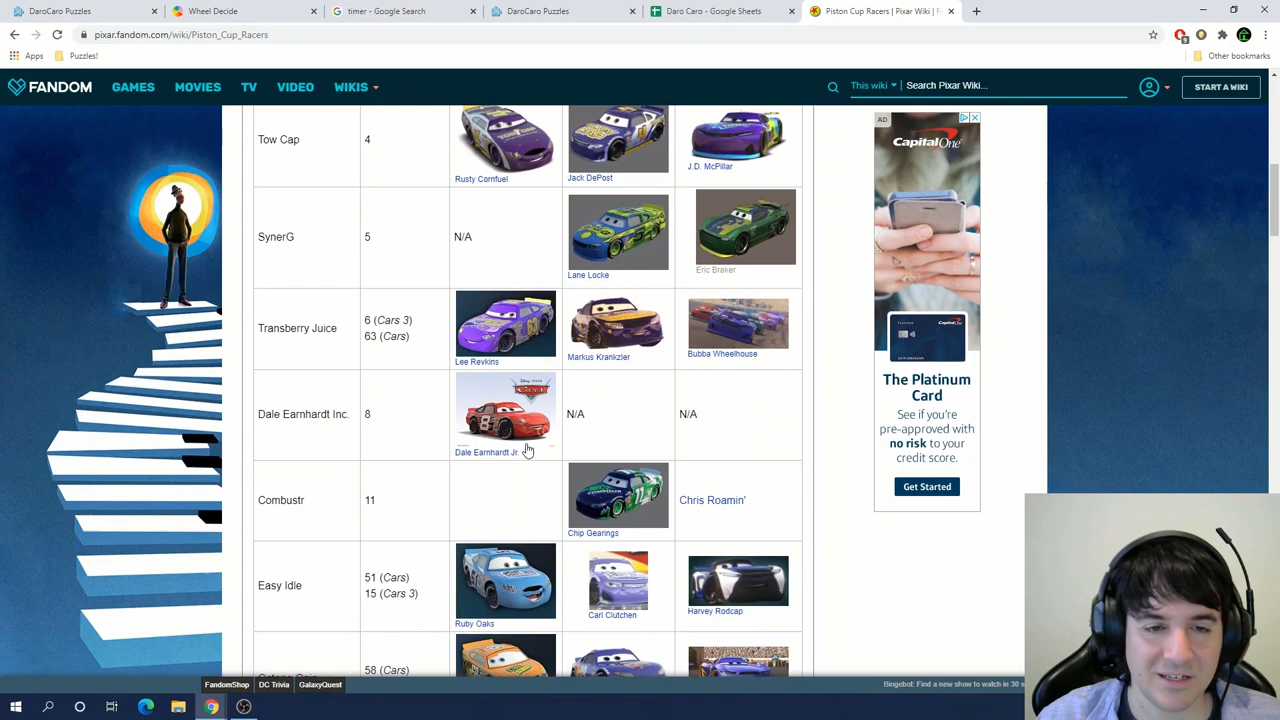 DaroCaro Puzzles
Wheel Decide
timer - Google Search
DaroCaro Puzzles
Daro Caro - Google Sheets
Piston Cup Racers | Pixar Wiki | F
pixar.fandom.com/wiki/Piston_Cup_Racers
9
Apps
Puzzles!
Other bookmarks
FANDOM
GAMES
MOVIES
TV
VIDEO
WIKIS
This wiki
Search Pixar Wiki...
START A WIKI
Tow Cap
4
Rusty Cornfuel
Jack DePost
J.D. McPillar
SynerG
5
N/A
Lane Locke
Eric Braker
Transberry Juice
6 (Cars 3)
63 (Cars)
Lee Revkins
Markus Krankzler
Bubba Wheelhouse
Dale Earnhardt Inc.
8
Dale Earnhardt Jr.
N/A
N/A
Combustr
11
Chip Gearings
Chris Roamin'
Easy Idle
51 (Cars)
15 (Cars 3)
Ruby Oaks
Carl Clutchen
Harvey Rodcap
58 (Cars)
AD
Capital One
The Platinum
Card
See if you're
pre-approved with
no risk to your
credit score.
Get Started
FandomShop
DC Trivia
GalaxyQuest
Bingebot: Find a new show to watch in 30 s